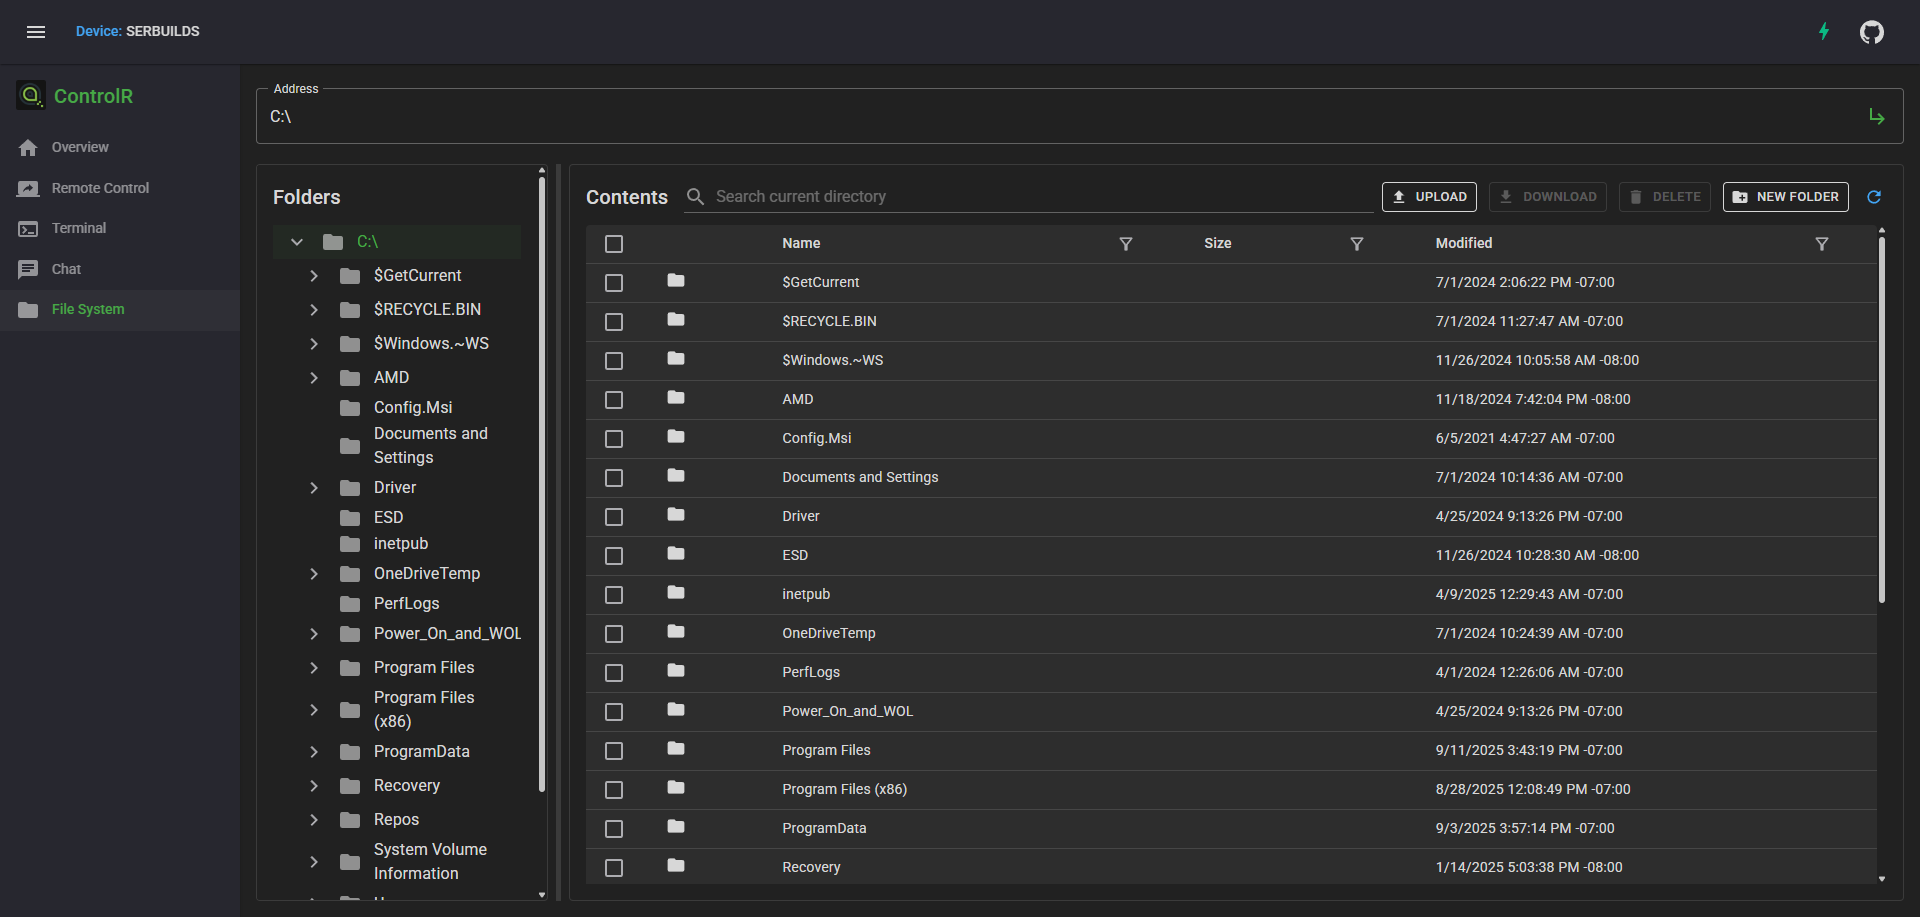 Device: SERBUILDS
ControlR
Overview
Remote Control
Terminal
Chat
File System
Address
C:\
Folders
C:\
$GetCurrent
$RECYCLE.BIN
$Windows.~WS
AMD
Config.Msi
Documents and
Settings
Driver
ESD
inetpub
OneDriveTemp
PerfLogs
Power_On_and_WOL
Program Files
Program Files
(x86)
ProgramData
Recovery
Repos
System Volume
Information
Contents
Search current directory
UPLOAD
DOWNLOAD
DELETE
NEW FOLDER
Name Size Modified
$GetCurrent 7/1/2024 2:06:22 PM -07:00
$RECYCLE.BIN 7/1/2024 11:27:47 AM -07:00
$Windows.~WS 11/26/2024 10:05:58 AM -08:00
AMD 11/18/2024 7:42:04 PM -08:00
Config.Msi 6/5/2021 4:47:27 AM -07:00
Documents and Settings 7/1/2024 10:14:36 AM -07:00
Driver 4/25/2024 9:13:26 PM -07:00
ESD 11/26/2024 10:28:30 AM -08:00
inetpub 4/9/2025 12:29:43 AM -07:00
OneDriveTemp 7/1/2024 10:24:39 AM -07:00
PerfLogs 4/1/2024 12:26:06 AM -07:00
Power_On_and_WOL 4/25/2024 9:13:26 PM -07:00
Program Files 9/11/2025 3:43:19 PM -07:00
Program Files (x86) 8/28/2025 12:08:49 PM -07:00
ProgramData 9/3/2025 3:57:14 PM -07:00
Recovery 1/14/2025 5:03:38 PM -08:00